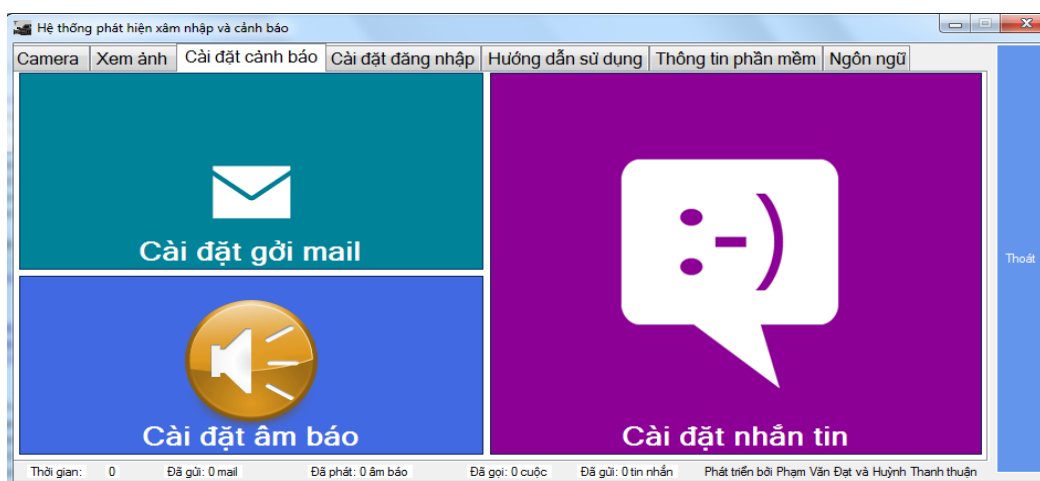 Hệ thống phát hiện xâm nhập và cảnh báo
Camera Xem ảnh Cài đặt cảnh báo Cài đặt đăng nhập Hướng dẫn sử dụng Thông tin phần mềm Ngôn ngữ
Cài đặt gởi mail
:-)
Thoát
Cài đặt âm báo
Cài đặt nhắn tin
Thời gian: 0 Đã gửi: 0 mail Đã phát: 0 âm báo Đã gọi: 0 cuộc Đã gửi: 0 tin nhắn Phát triển bởi Phạm Văn Đạt và Huỳnh Thanh thuận